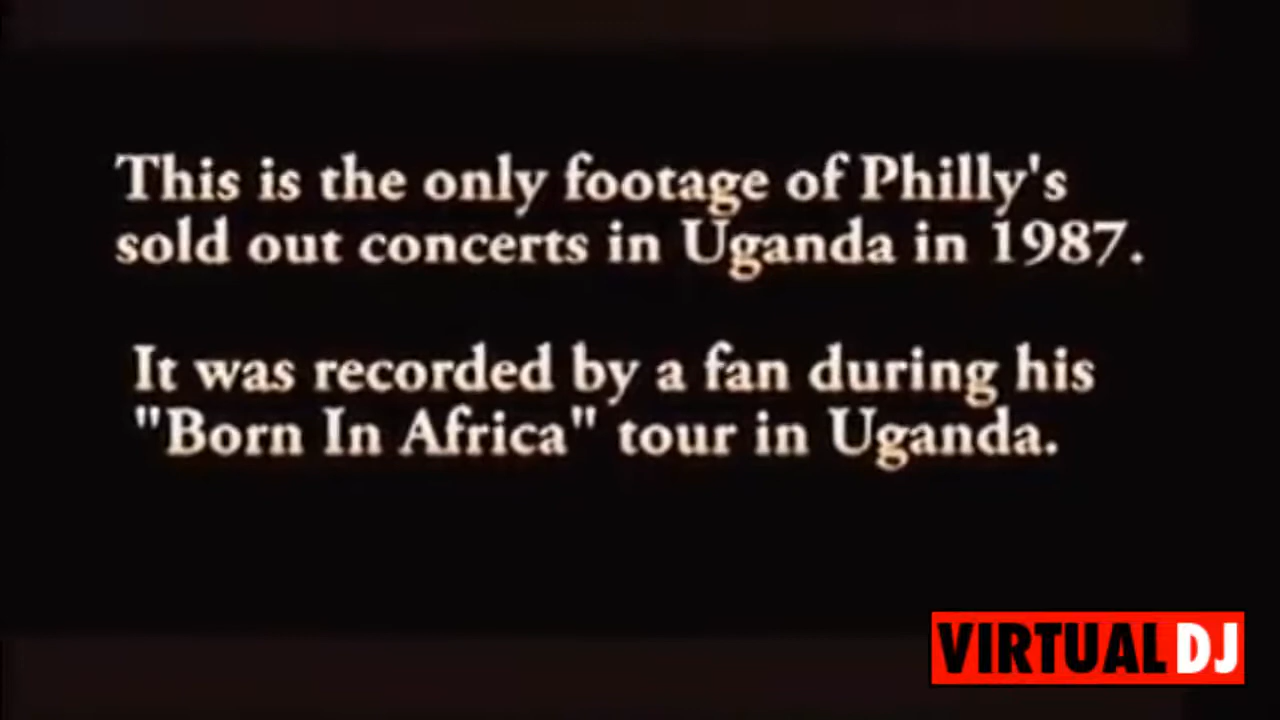 This is the only footage of Philly's
sold out concerts in Uganda in 1987.
It was recorded by a fan during his
"Born In Africa" tour in Uganda.
VIRTUAL DJ